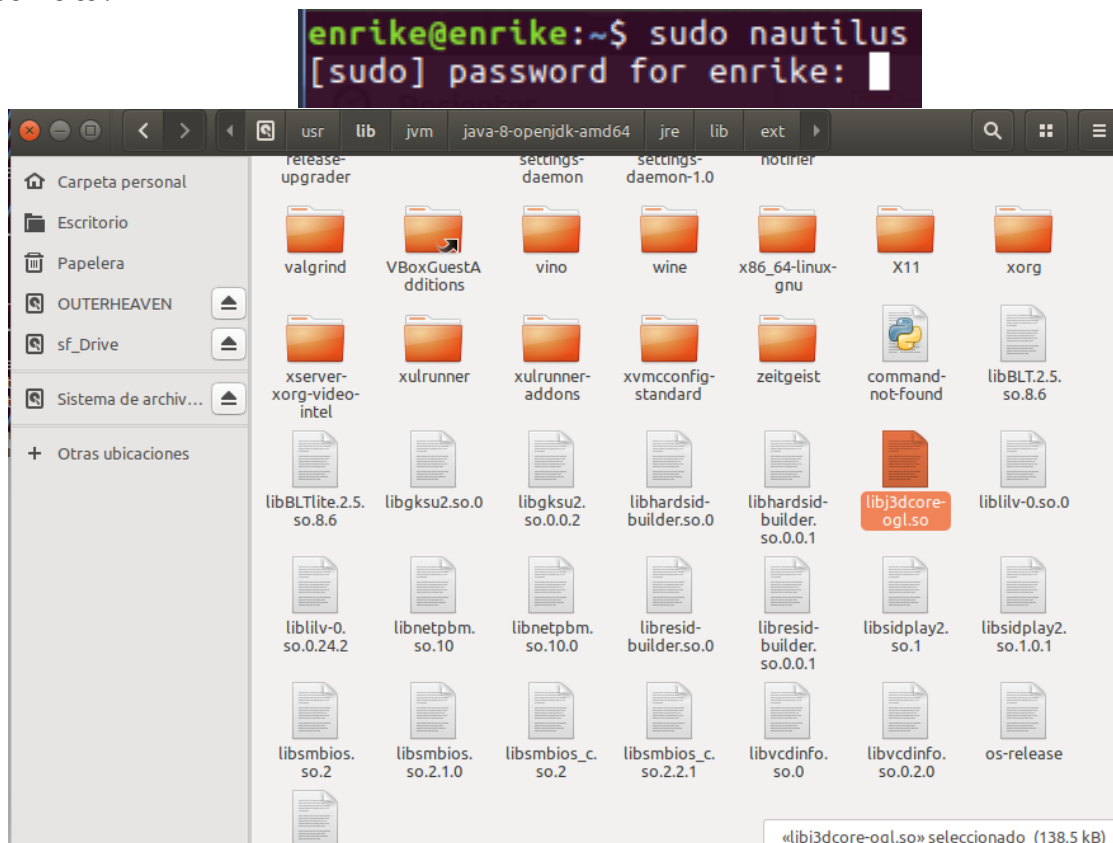 enrike@enrike:~$ sudo nautilus
[sudo] password for enrike:
usr lib jvm java-8-openjdk-amd64 jre lib ext
Carpeta personal
Escritorio
Papelera
OUTERHEAVEN
sf_Drive
Sistema de archiv...
+ Otras ubicaciones
release-
upgrader
settings-
daemon
settings-
daemon-1.0
notifier
valgrind
VBoxGuestA
dditions
vino
wine
x86_64-linux-
gnu
X11
xorg
xserver-
xorg-video-
intel
xulrunner
xulrunner-
addons
xvmcconfig-
standard
zeitgeist
command-
not-found
libBLT.2.5.
so.8.6
libBLTlite.2.5.
so.8.6
libgksu2.so.0
libgksu2.
so.0.0.2
libhardsid-
builder.so.0
libhardsid-
builder.
so.0.0.1
libj3dcore-
ogl.so
liblilv-0.so.0
liblilv-0.
so.0.24.2
libnetpbm.
so.10
libnetpbm.
so.10.0
libresid-
builder.so.0
libresid-
builder.
so.0.0.1
libsidplay2.
so.1
libsidplay2.
so.1.0.1
libsmbios.
so.2
libsmbios.
so.2.1.0
libsmbios_c.
so.2
libsmbios_c.
so.2.2.1
libvcdinfo.
so.0
libvcdinfo.
so.0.2.0
os-release
«libj3dcore-ogl.so» seleccionado (138,5 kB)